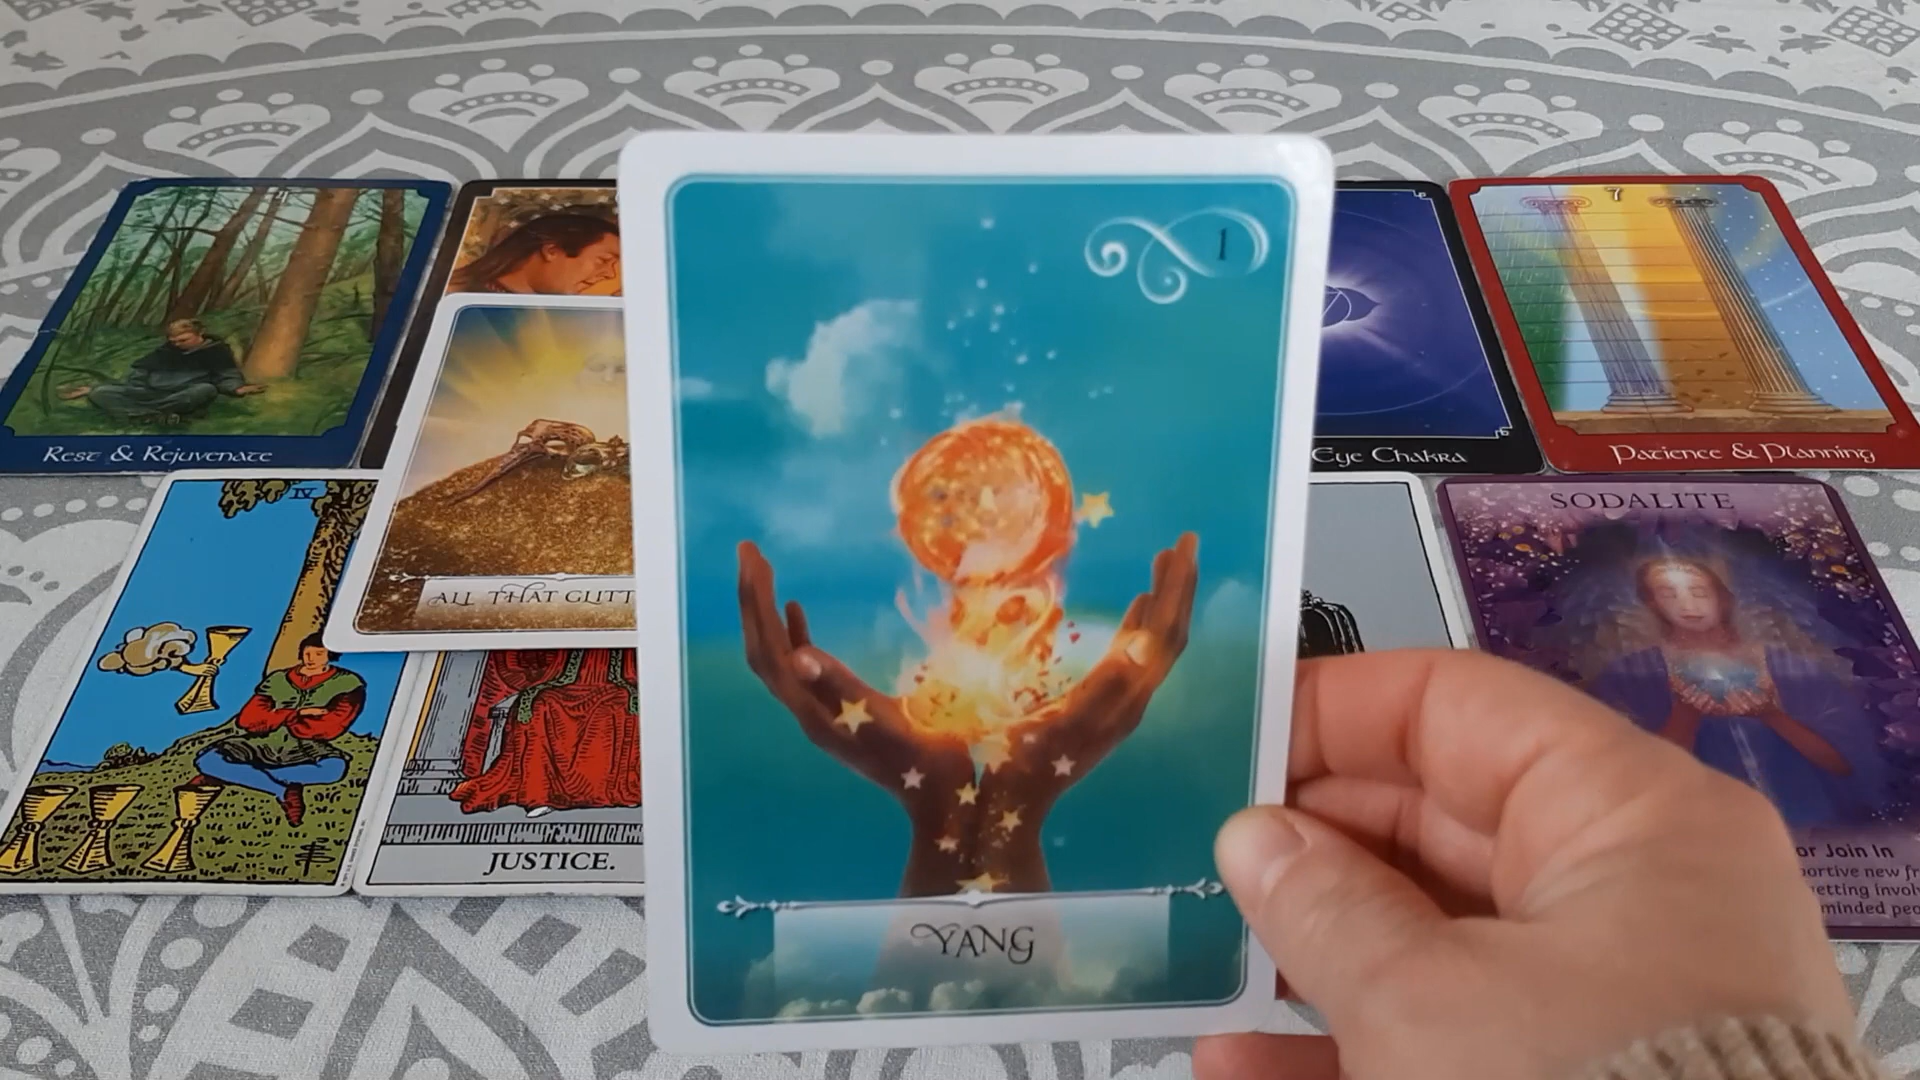 7
1
Rest & Rejuvenate
Eye Chakra
Patience & Planning
IV
SODALITE
ALL THAT GLITT
JUSTICE.
or Join In
portive new fr
getting invol
minded peo
YANG